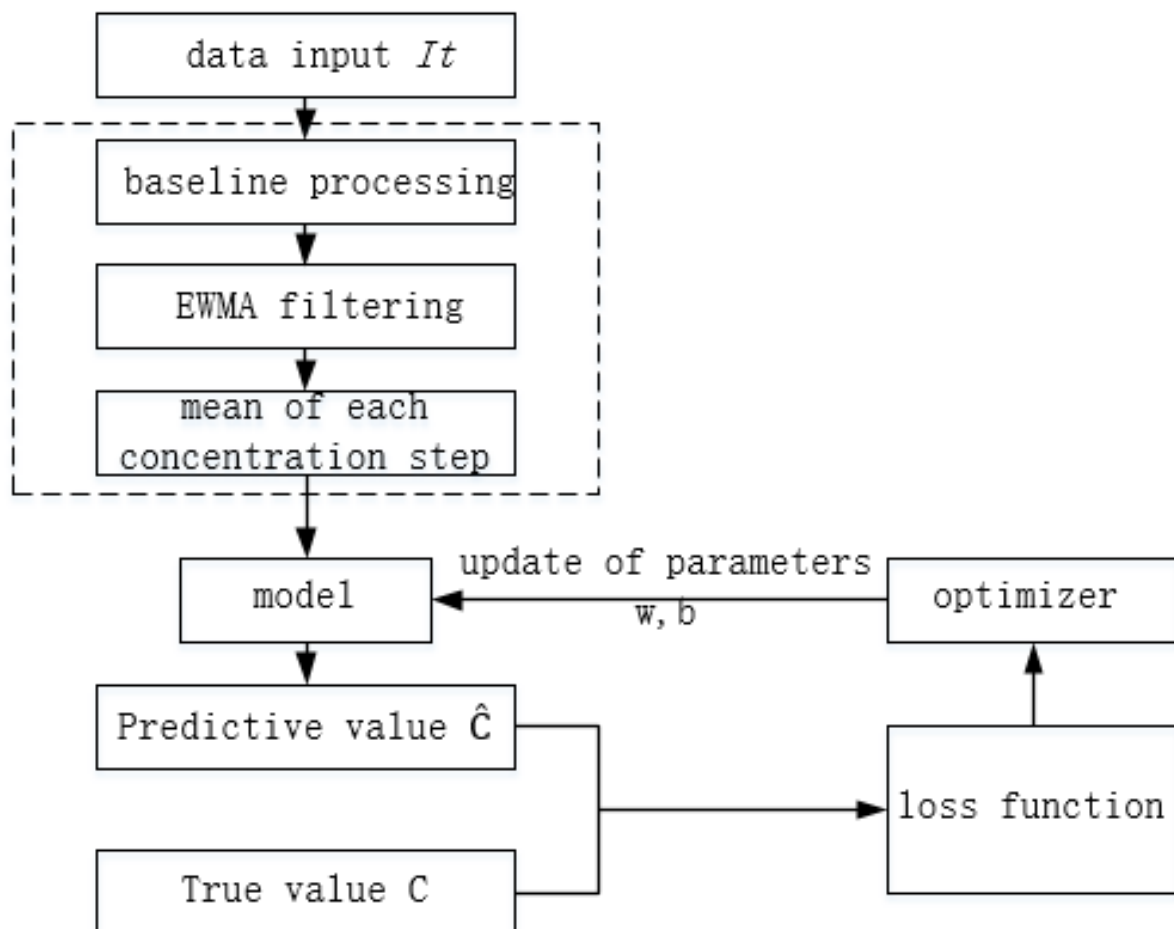 data input It
baseline processing
EWMA filtering
mean of each
concentration step
model
update of parameters
w, b
optimizer
Predictive value Ĉ
loss function
True value C